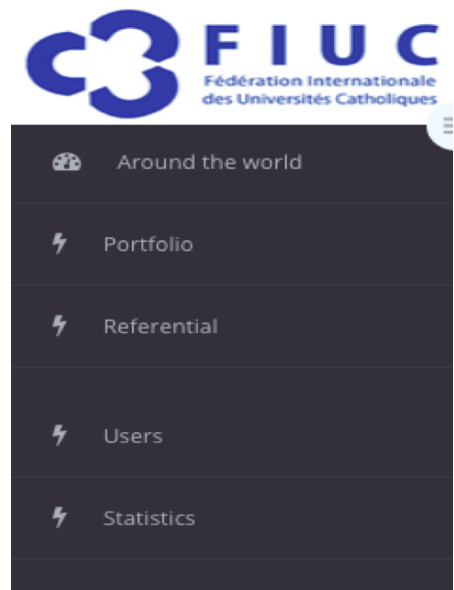 FIUC
Fédération Internationale
des Universités Catholiques
Around the world
Portfolio
Referential
Users
Statistics